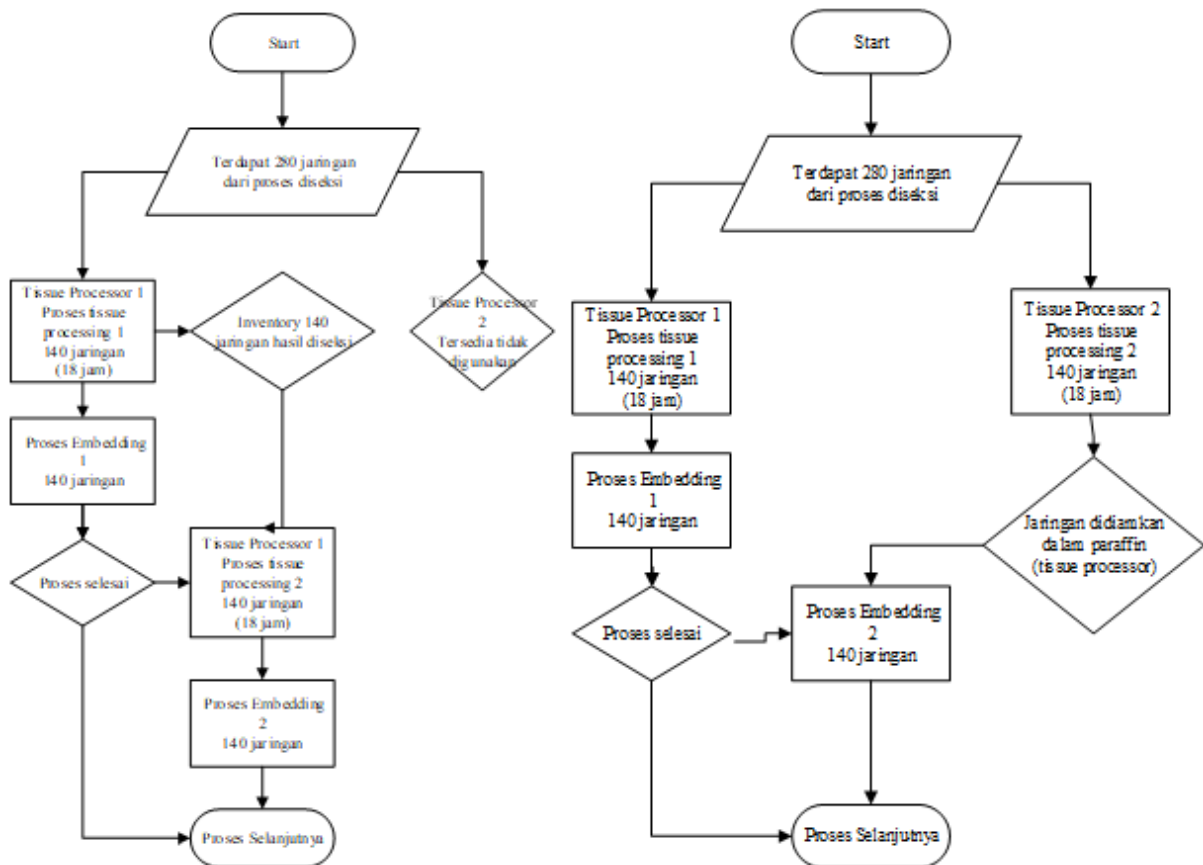 Start
Terdapat 280 jaringan
dari proses diseksi
Tissue Processor 1
Proses tissue
processing 1
140 jaringan
(18 jam)
Inventory 140
jaringan hasil diseksi
Tissue Processor
2
Tersedia tidak
digunakan
Proses Embedding
1
140 jaringan
Proses selesai
Tissue Processor 1
Proses tissue
processing 2
140 jaringan
(18 jam)
Proses Embedding
2
140 jaringan
Proses Selanjutnya
Start
Terdapat 280 jaringan
dari proses diseksi
Tissue Processor 1
Proses tissue
processing 1
140 jaringan
(18 jam)
Tissue Processor 2
Proses tissue
processing 2
140 jaringan
(18 jam)
Proses Embedding
1
140 jaringan
Jaringan didiamkan
dalam paraffin
(tissue processor)
Proses selesai
Proses Embedding
2
140 jaringan
Proses Selanjutnya